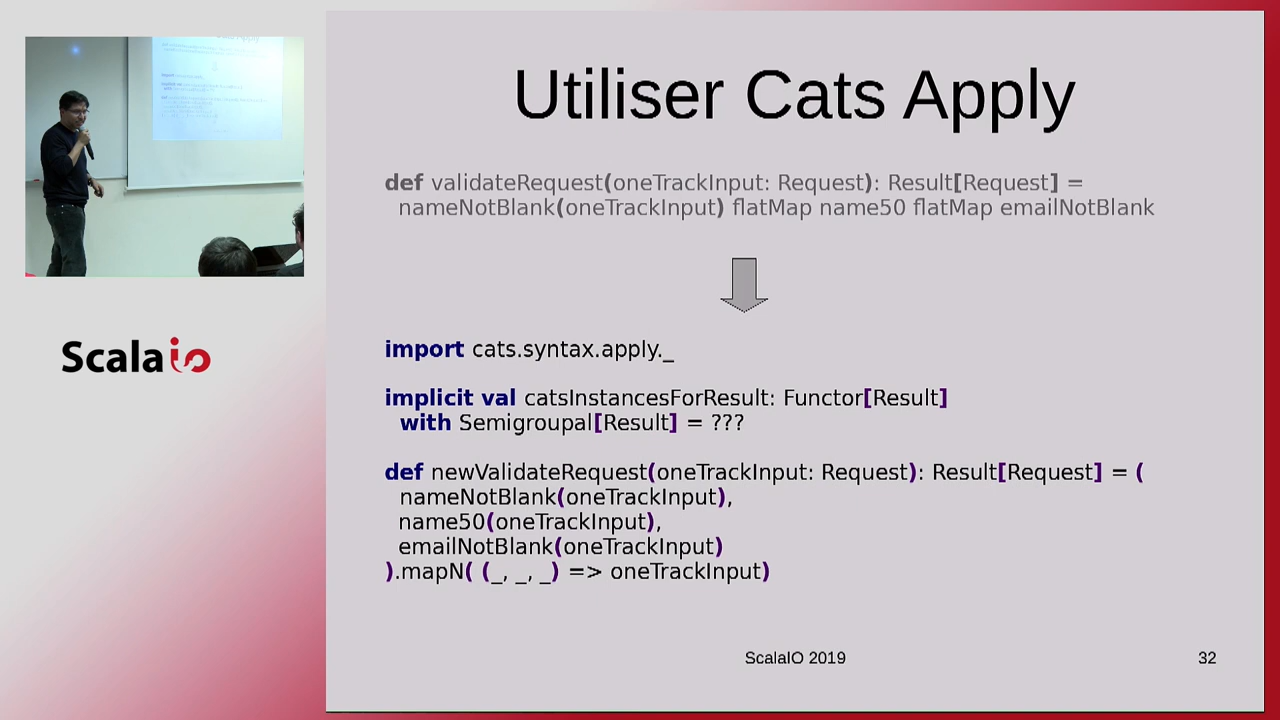 Utiliser Cats Apply
def validateRequest(oneTrackInput: Request): Result[Request] =
nameNotBlank(oneTrackInput) flatMap name50 flatMap emailNotBlank
import cats.syntax.apply._
implicit val catsInstancesForResult: Functor[Result]
with Semigroupal[Result] = ???
def newValidateRequest(oneTrackInput: Request): Result[Request] = (
nameNotBlank(oneTrackInput),
name50(oneTrackInput),
emailNotBlank(oneTrackInput)
).mapN( (_, _, _) => oneTrackInput)
ScalaIO 2019
32
Scala io